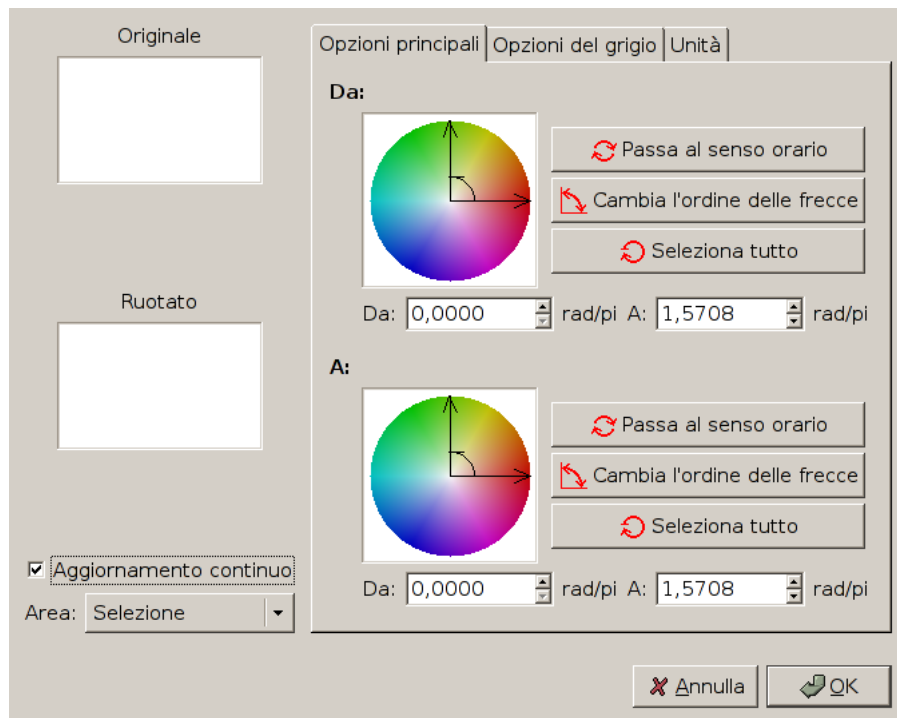 Originale
Ruotato
Aggiornamento continuo
Area: Selezione
Opzioni principali Opzioni del grigio Unità
Da:
Passa al senso orario
Cambia l'ordine delle frecce
Seleziona tutto
Da: 0,0000 rad/pi A: 1,5708 rad/pi
A:
Passa al senso orario
Cambia l'ordine delle frecce
Seleziona tutto
Da: 0,0000 rad/pi A: 1,5708 rad/pi
Annulla OK